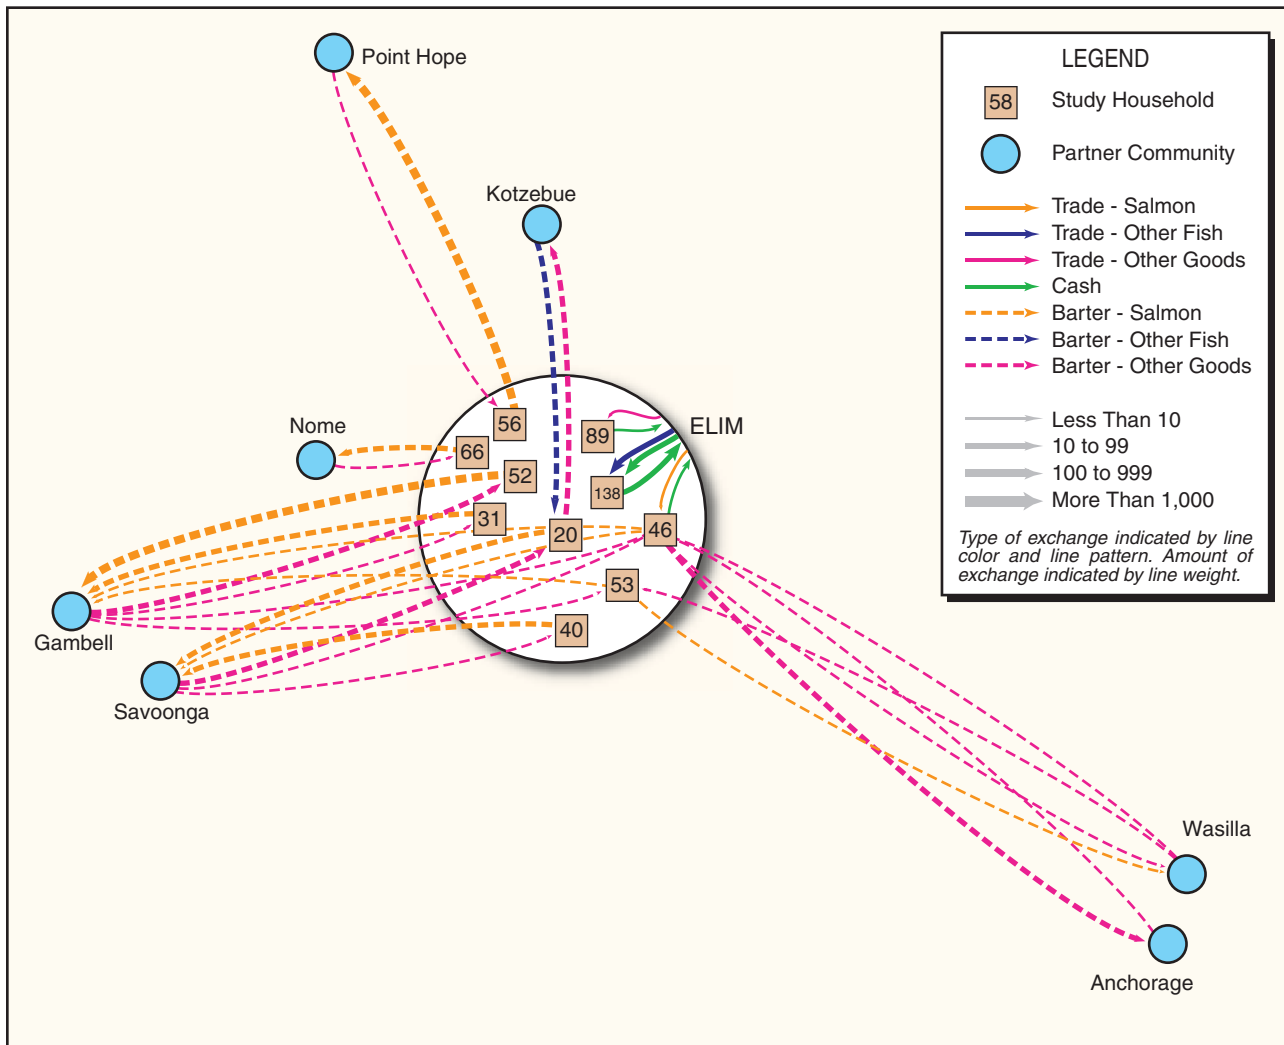 Point Hope
Kotzebue
Nome
ELIM
56
66
89
52
138
31
20
46
53
40
Gambell
Savoonga
Wasilla
Anchorage
LEGEND
58 Study Household
Partner Community
Trade - Salmon
Trade - Other Fish
Trade - Other Goods
Cash
Barter - Salmon
Barter - Other Fish
Barter - Other Goods
Less Than 10
10 to 99
100 to 999
More Than 1,000
Type of exchange indicated by line
color and line pattern. Amount of
exchange indicated by line weight.